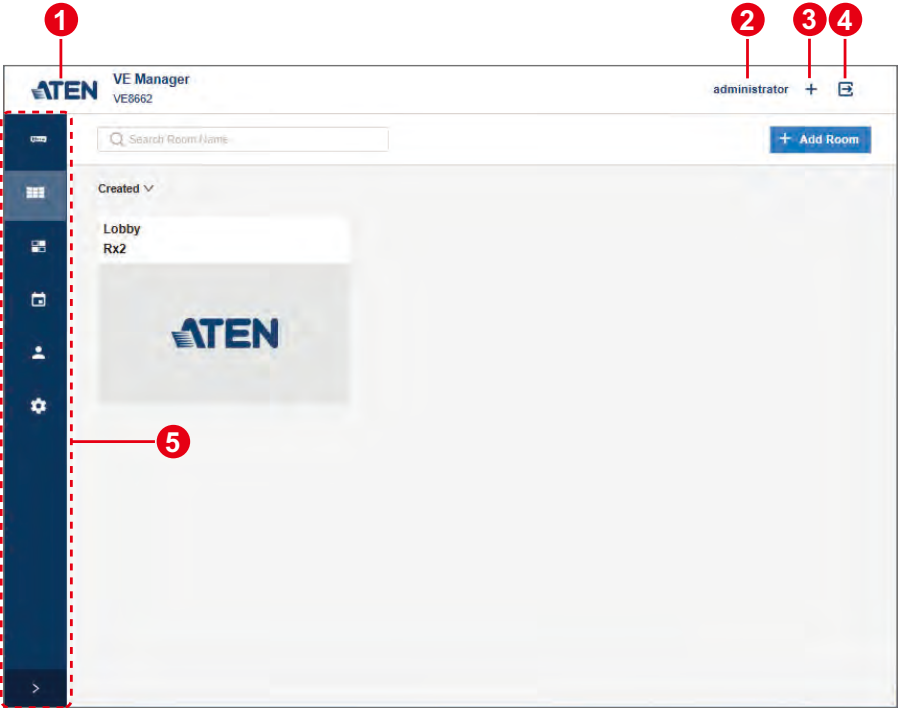 1
2
3
4
ATEN
VE Manager
VE8662
administrator
+
Search Room Name
+ Add Room
Created
Lobby
Rx2
ATEN
5
>